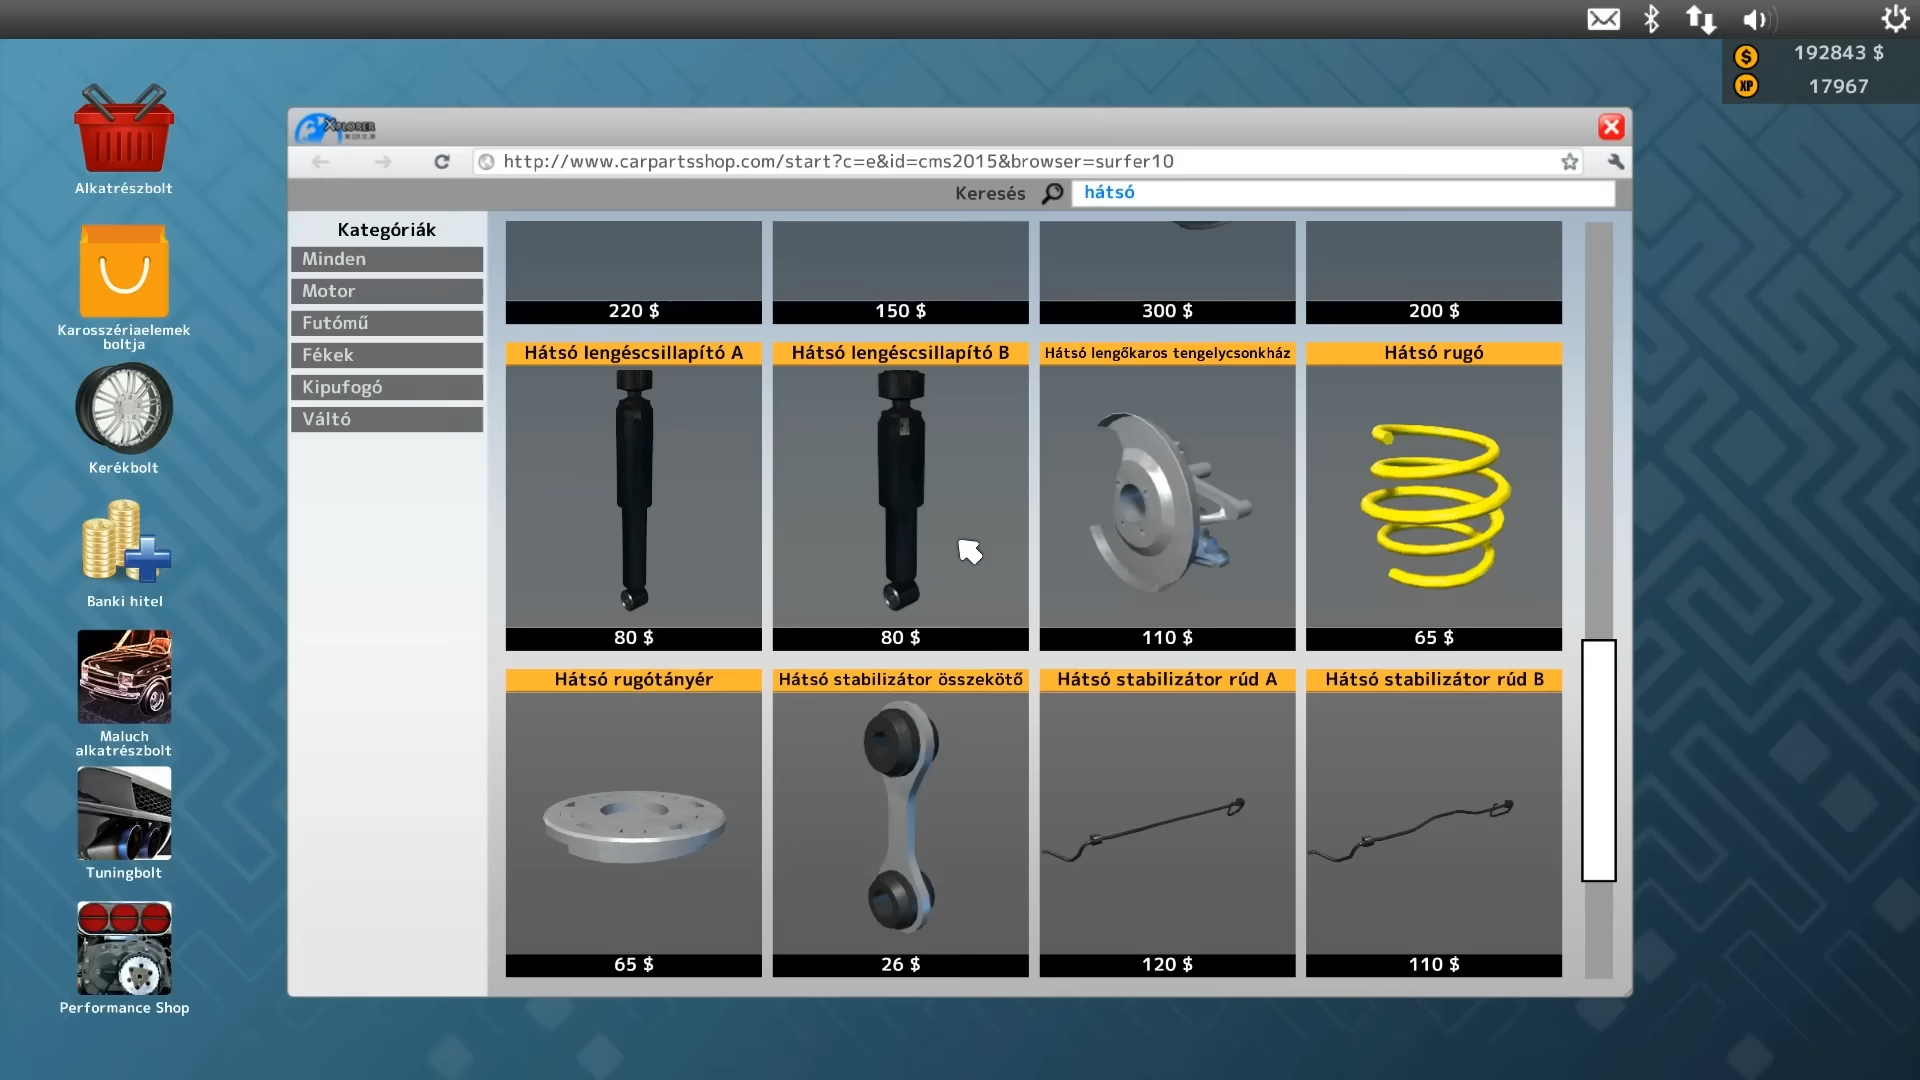 192843 $
XP 17967
XPLORER
http://www.carpartsshop.com/start?c=e&id=cms2015&browser=surfer10
Keresés
hátsó
Kategóriák
Minden
Motor
Futómű
Fékek
Kipufogó
Váltó
Alkatrészbolt
Karosszériaelemek
boltja
Kerékbolt
Banki hitel
Maluch
alkatrészbolt
Tuningbolt
Performance Shop
220 $
150 $
300 $
200 $
Hátsó lengéscsillapító A
Hátsó lengéscsillapító B
Hátsó lengőkaros tengelycsonkház
Hátsó rugó
80 $
80 $
110 $
65 $
Hátsó rugótányér
Hátsó stabilizátor összekötő
Hátsó stabilizátor rúd A
Hátsó stabilizátor rúd B
65 $
26 $
120 $
110 $